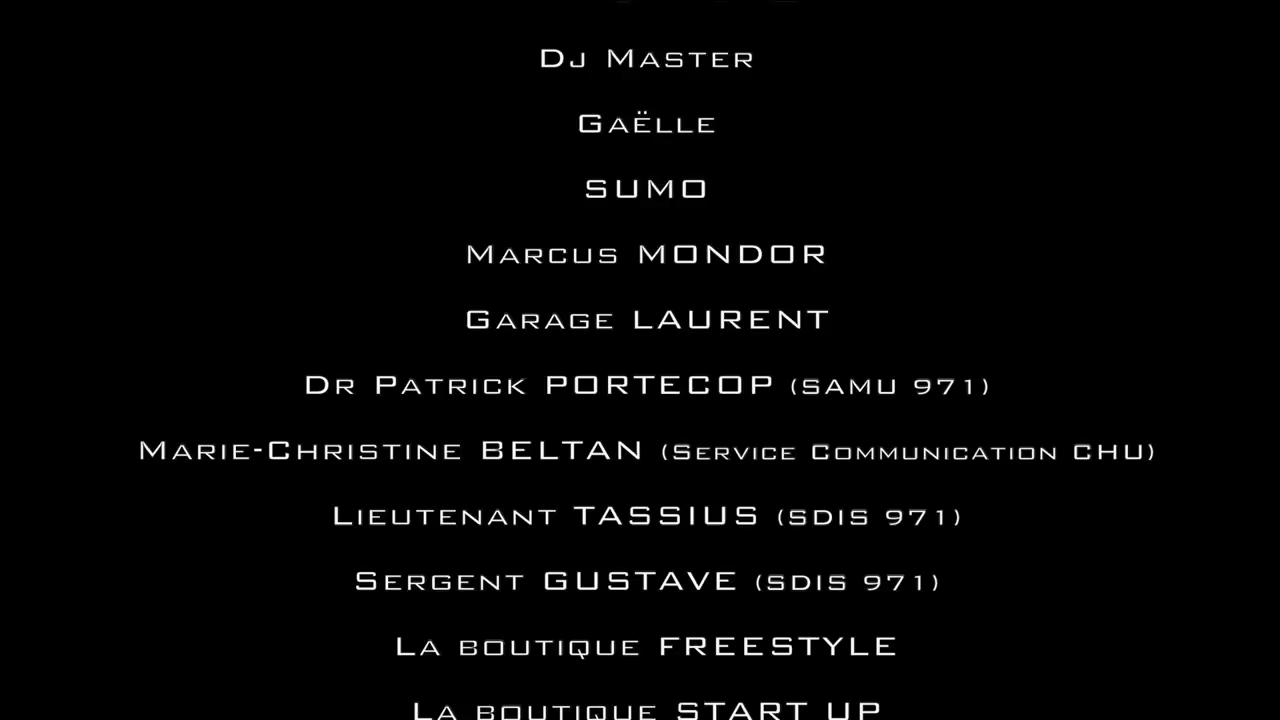 Dj Master
Gaëlle
SUMO
Marcus MONDOR
Garage LAURENT
Dr Patrick PORTECOP (SAMU 971)
Marie-Christine BELTAN (Service Communication CHU)
Lieutenant TASSIUS (SDIS 971)
Sergent GUSTAVE (SDIS 971)
La boutique FREESTYLE
La boutique START UP